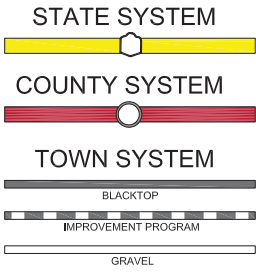 STATE SYSTEM
COUNTY SYSTEM
TOWN SYSTEM
BLACKTOP
IMPROVEMENT PROGRAM
GRAVEL